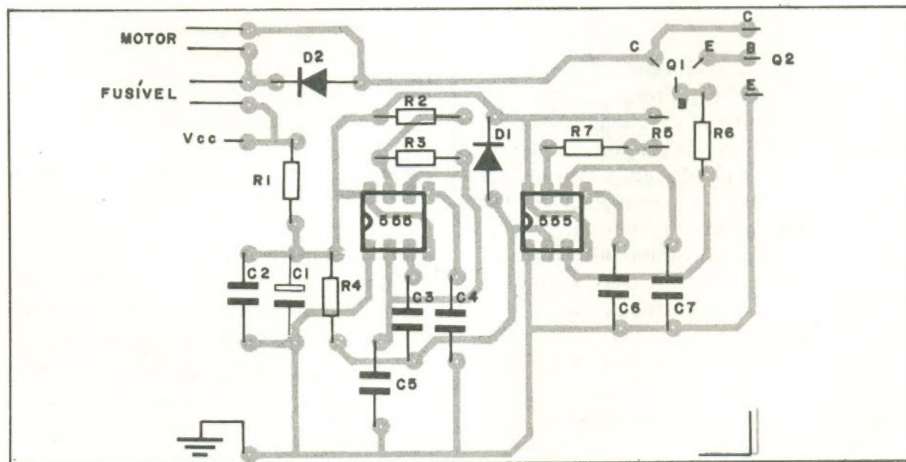 MOTOR
D2
FUSÍVEL
Vcc
R1
R2
R3
D1
R7
R5
R6
C
Q1
E
B
C
B
Q2
E
555
555
C2
C1
R4
C3
C4
C5
C6
C7